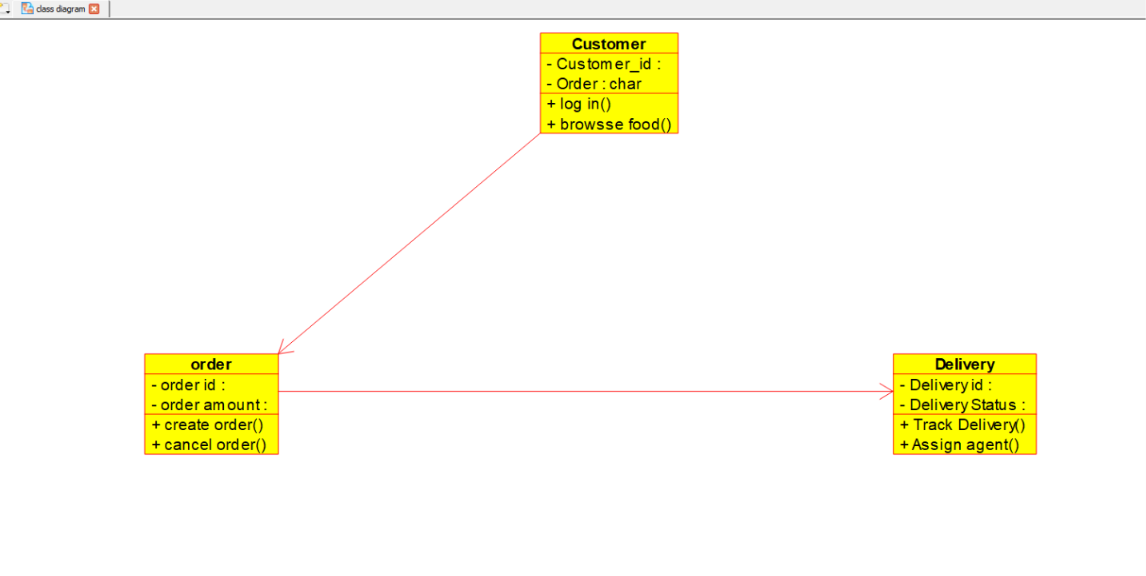 class diagram
Customer
- Customer_id :
- Order : char
+ log in()
+ browsse food()
order
- order id :
- order amount :
+ create order()
+ cancel order()
Delivery
- Delivery id :
- Delivery Status :
+ Track Delivery()
+ Assign agent()